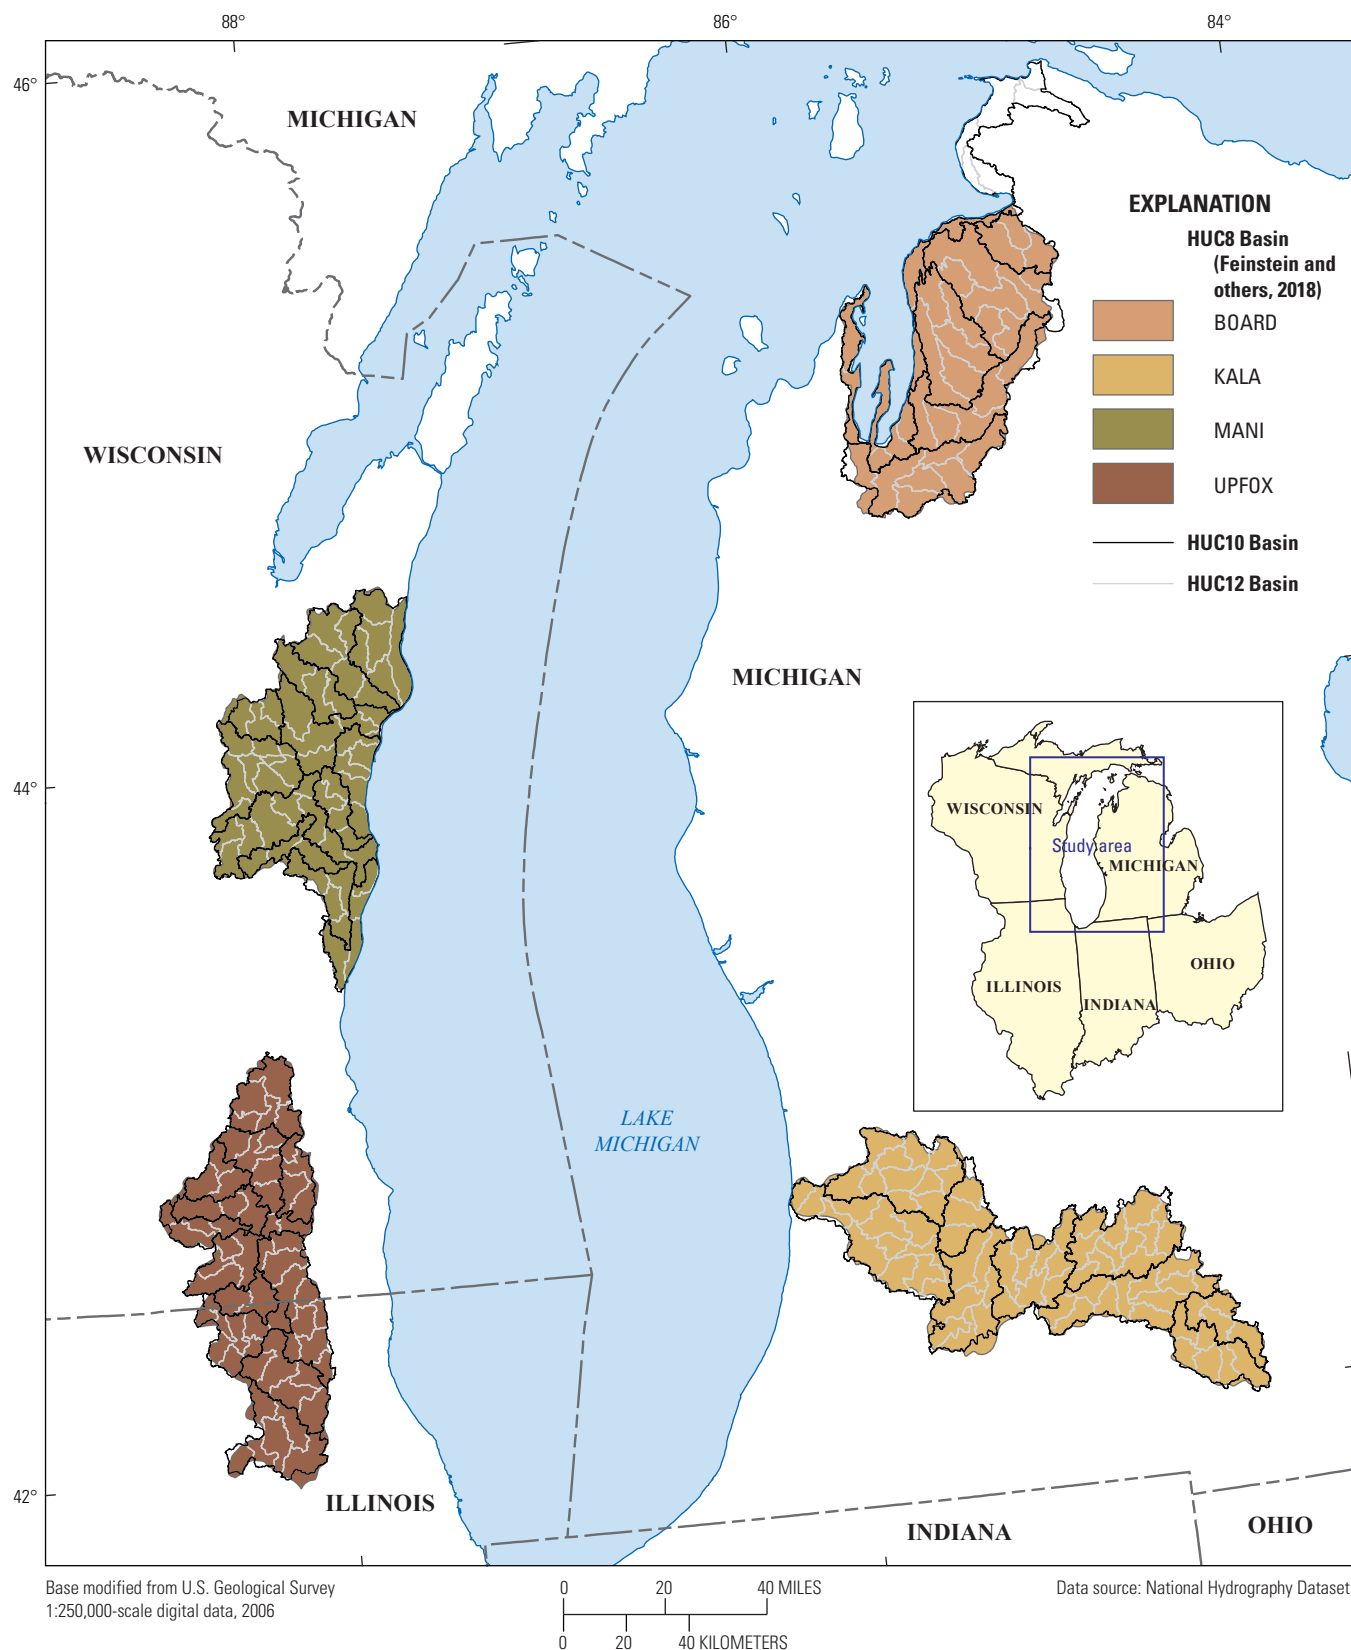 88°
86°
84°
46°
MICHIGAN
EXPLANATION
HUC8 Basin
(Feinstein and
others, 2018)
BOARD
KALA
MANI
UPFOX
HUC10 Basin
HUC12 Basin
WISCONSIN
MICHIGAN
44°
WISCONSIN
Study area
MICHIGAN
ILLINOIS
INDIANA
OHIO
LAKE
MICHIGAN
42°
ILLINOIS
INDIANA
OHIO
Base modified from U.S. Geological Survey
1:250,000-scale digital data, 2006
0 20 40 MILES
0 20 40 KILOMETERS
Data source: National Hydrography Dataset